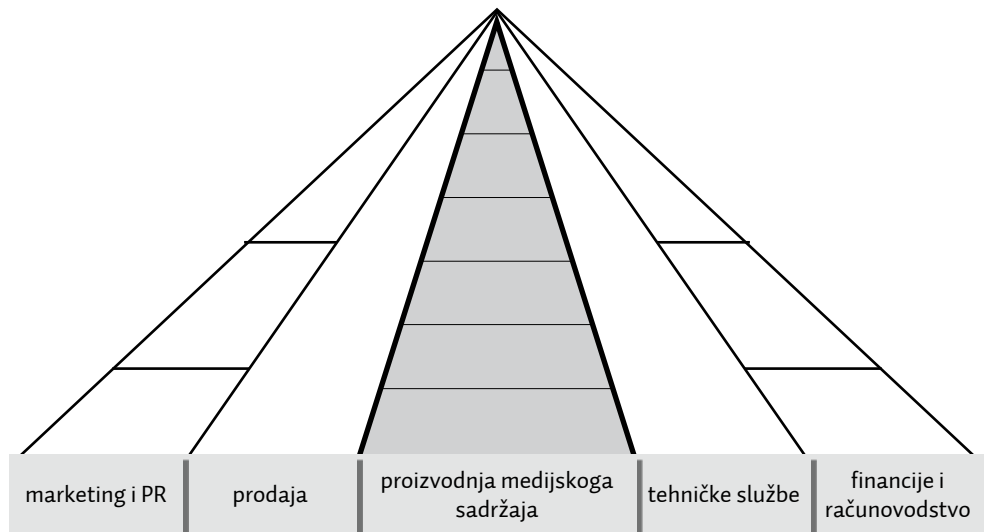 marketing i PR
prodaja
proizvodnja medijskoga
sadržaja
tehničke službe
financije i
računovodstvo